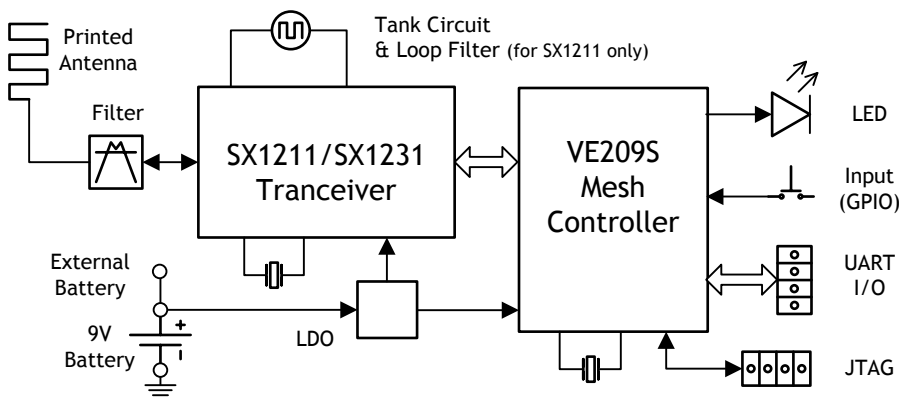 Printed
Antenna
Tank Circuit
& Loop Filter (for SX1211 only)
Filter
SX1211/SX1231
Tranceiver
VE209S
Mesh
Controller
LED
Input
(GPIO)
External
Battery
UART
I/O
+
9V
Battery
-
LDO
JTAG